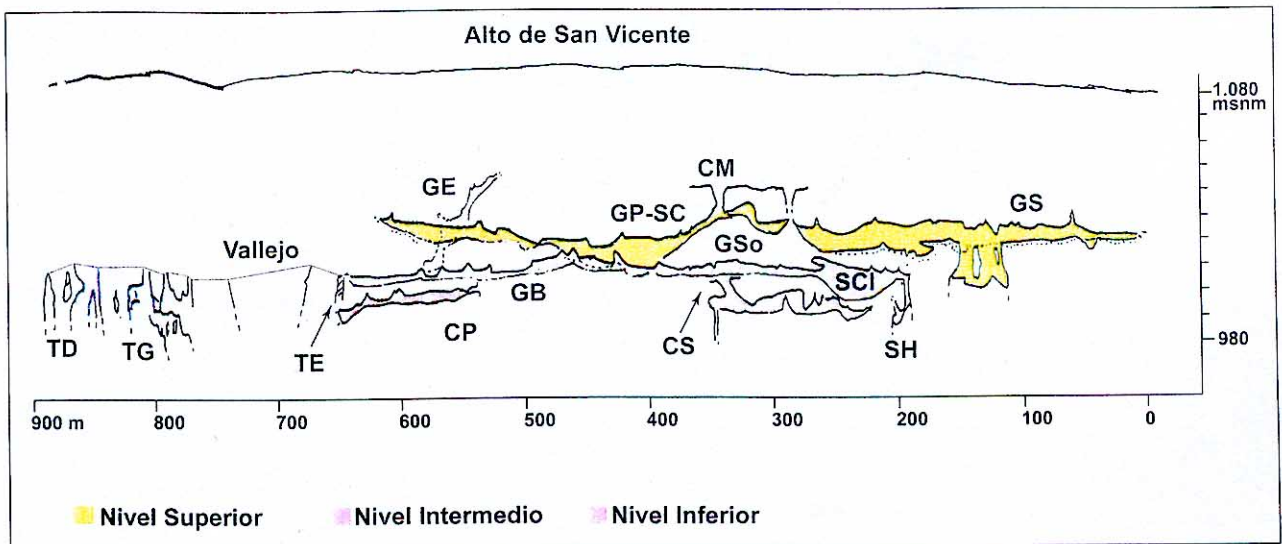 Alto de San Vicente
1.080
msnm
CM
GE
GP-SC
GS
Vallejo
GSo
SCI
GB
980
TD
TG
TE
CP
CS
SH
900 m 800 700 600 500 400 300 200 100 0
Nivel Superior Nivel Intermedio Nivel Inferior